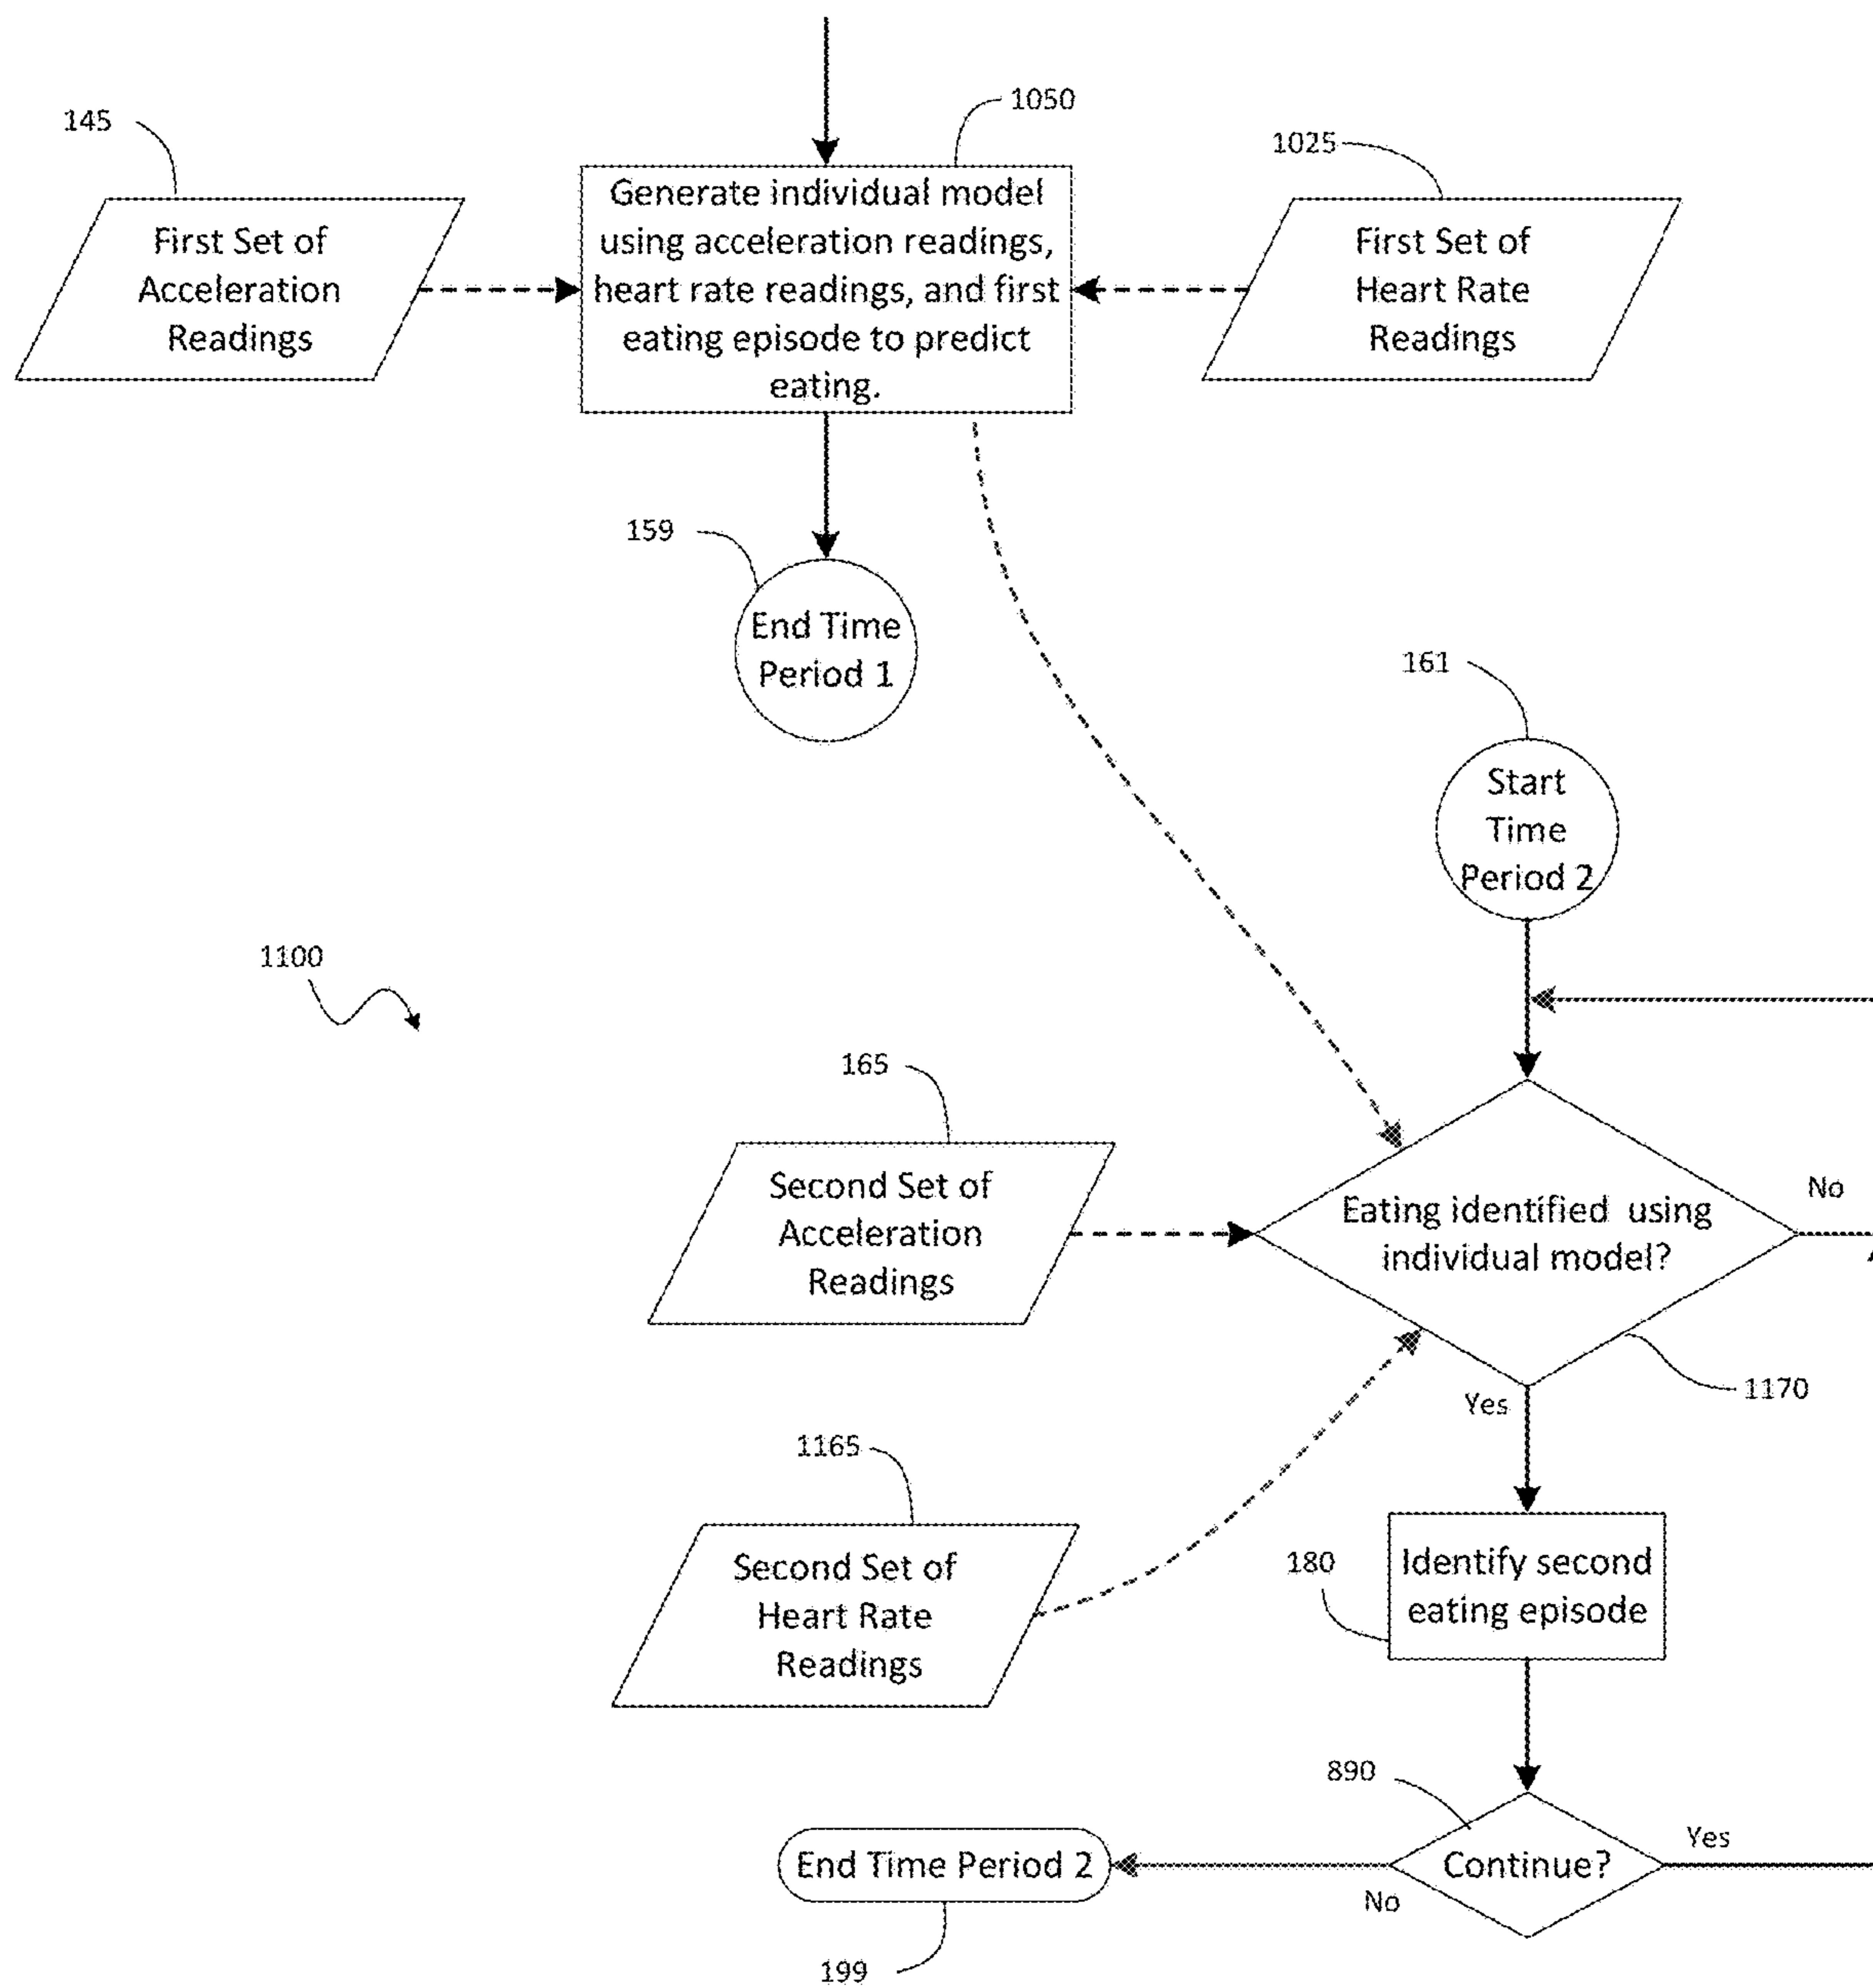 1050
145
1025
Generate individual model
using acceleration readings,
heart rate readings, and first
eating episode to predict
eating.
First Set of
Acceleration
Readings
First Set of
Heart Rate
Readings
159
End Time
Period 1
161
Start
Time
Period 2
1100
165
Second Set of
Acceleration
Readings
Eating identified using
individual model?
No
1170
Yes
1165
Second Set of
Heart Rate
Readings
180
Identify second
eating episode
890
Continue?
Yes
No
End Time Period 2
199